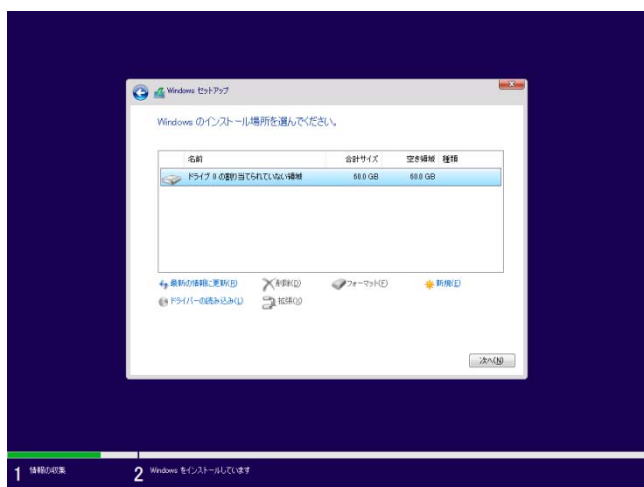 Windows セットアップ
Windows のインストール場所を選んでください。
名前 合計サイズ 空き領域 種類
ドライブ 0 の割り当てられていない領域 60.0 GB 60.0 GB
最新の情報に更新(R) 削除(D) フォーマット(F) 新規(E)
ドライバーの読み込み(L) 拡張(X)
次へ(N)
1 情報の収集 2 Windows をインストールしています